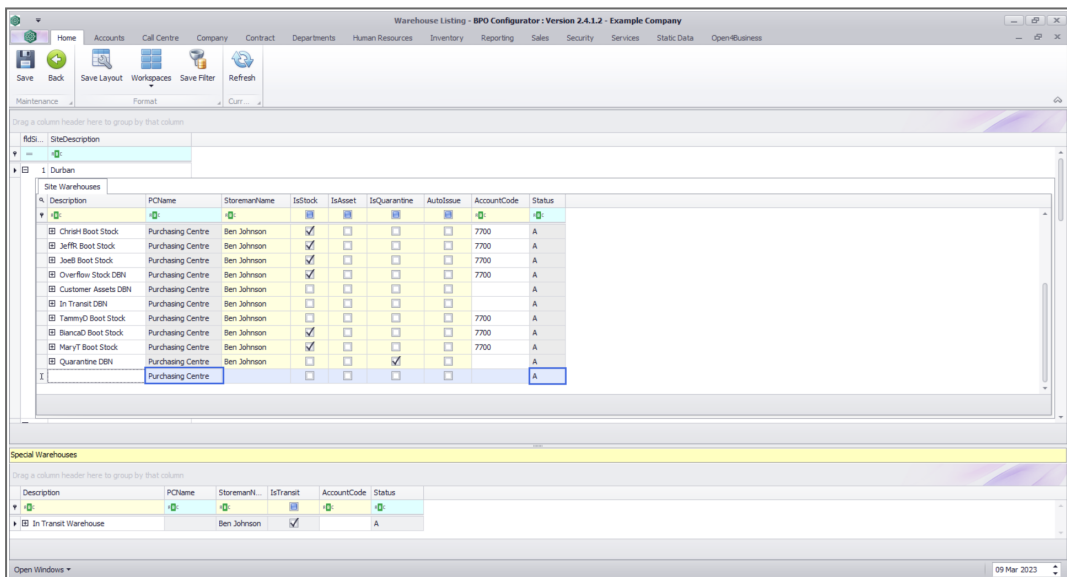 Warehouse Listing - BPO Configurator : Version 2.4.1.2 - Example Company
Home Accounts Call Centre Company Contract Departments Human Resources Inventory Reporting Sales Security Services Static Data Open4Business
Save Back Save Layout Workspaces Save Filter Refresh
Maintenance Format Curr...
Drag a column header here to group by that column
fldSi... SiteDescription
1 Durban
Site Warehouses
Description PCName StoremanName IsStock IsAsset IsQuarantine AutoIssue AccountCode Status
ChrisH Boot Stock Purchasing Centre Ben Johnson 7700 A
JeffR Boot Stock Purchasing Centre Ben Johnson 7700 A
JoeB Boot Stock Purchasing Centre Ben Johnson 7700 A
Overflow Stock DBN Purchasing Centre Ben Johnson 7700 A
Customer Assets DBN Purchasing Centre Ben Johnson A
In Transit DBN Purchasing Centre Ben Johnson A
TammyD Boot Stock Purchasing Centre Ben Johnson 7700 A
BiancaD Boot Stock Purchasing Centre Ben Johnson 7700 A
MaryT Boot Stock Purchasing Centre Ben Johnson 7700 A
Quarantine DBN Purchasing Centre Ben Johnson A
Purchasing Centre A
Special Warehouses
Drag a column header here to group by that column
Description PCName StoremanN... IsTransit AccountCode Status
In Transit Warehouse Ben Johnson A
Open Windows 09 Mar 2023